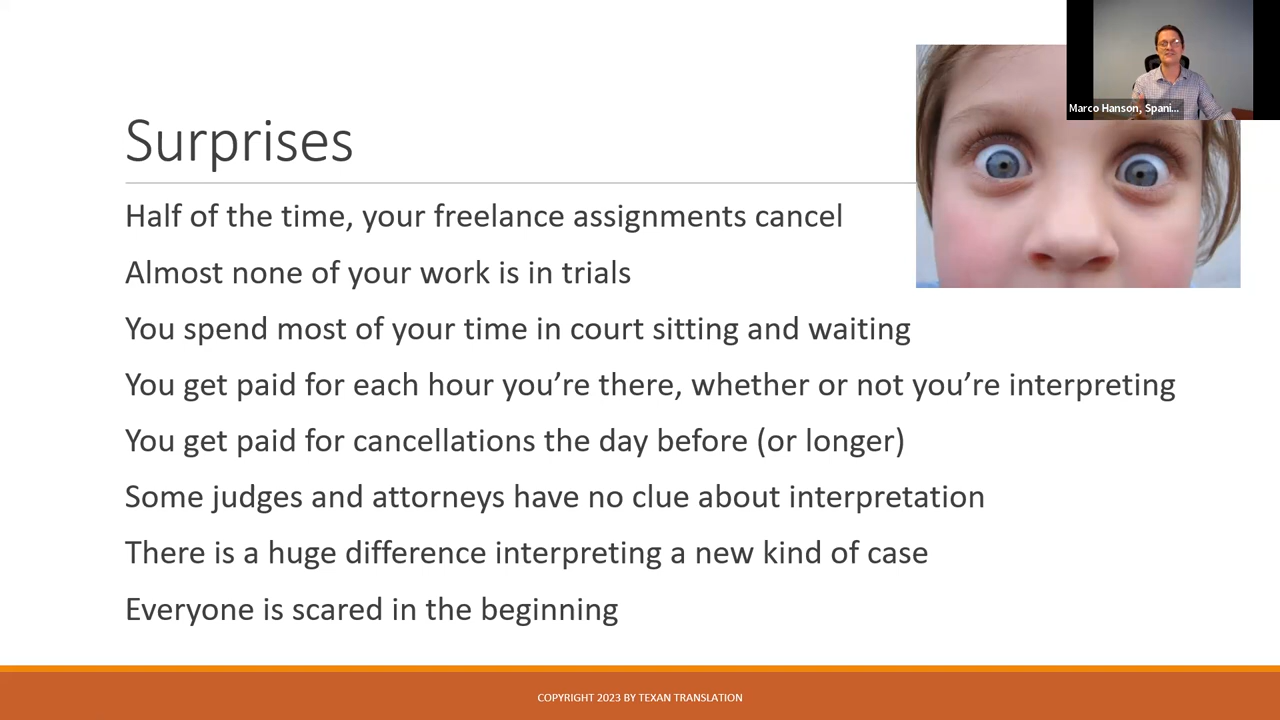 Marco Hanson, Spani...
Surprises
Half of the time, your freelance assignments cancel
Almost none of your work is in trials
You spend most of your time in court sitting and waiting
You get paid for each hour you’re there, whether or not you’re interpreting
You get paid for cancellations the day before (or longer)
Some judges and attorneys have no clue about interpretation
There is a huge difference interpreting a new kind of case
Everyone is scared in the beginning
COPYRIGHT 2023 BY TEXAN TRANSLATION